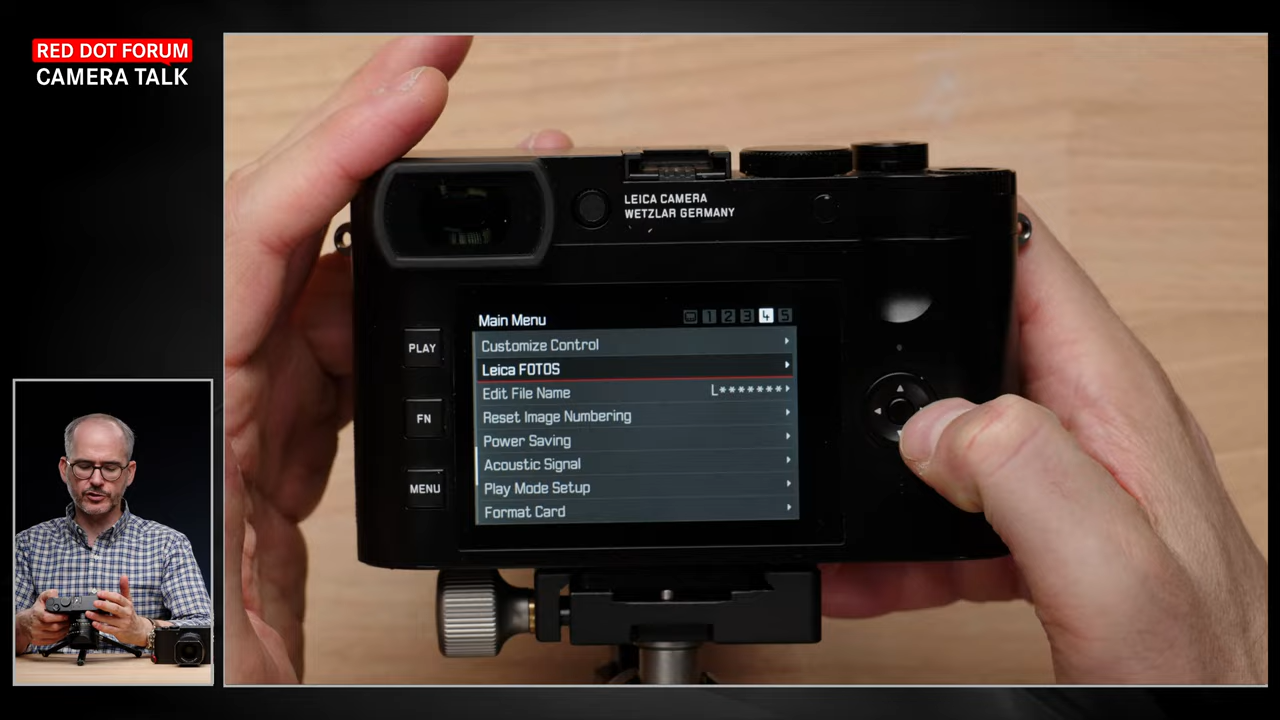 RED DOT FORUM
CAMERA TALK
LEICA CAMERA
WETZLAR GERMANY
PLAY
FN
MENU
Main Menu 1 2 3 4 5
Customize Control
Leica FOTOS
Edit File Name L*******
Reset Image Numbering
Power Saving
Acoustic Signal
Play Mode Setup
Format Card